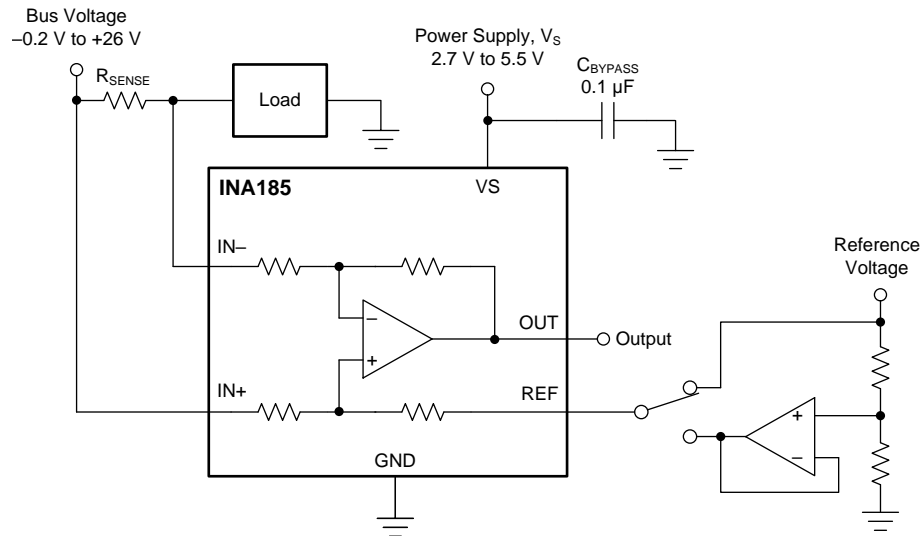 Bus Voltage
–0.2 V to +26 V
RSENSE
Load
Power Supply, VS
2.7 V to 5.5 V
CBYPASS
0.1 µF
INA185
VS
IN–
–
+
OUT
Output
IN+
REF
GND
Reference
Voltage
+
–